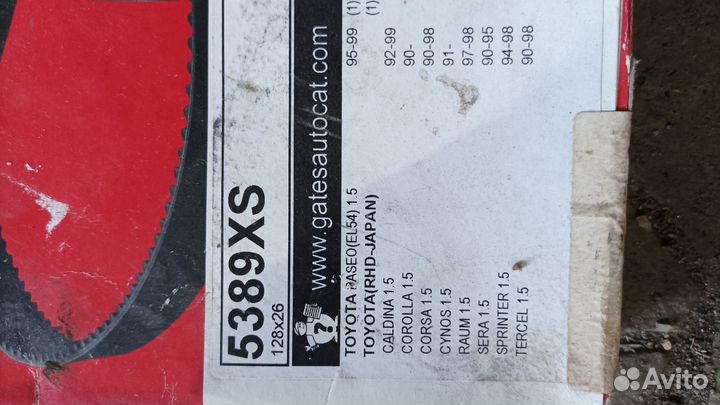 5389XS
128x26
www.gatesautocat.com
TOYOTA PASEO(EL54) 1.5 95-99 (1)
TOYOTA(RHD-JAPAN) (1)
CALDINA 1.5 92-99
COROLLA 1.5 90-
CORSA 1.5 90-98
CYNOS 1.5 91-
RAUM 1.5 97-98
SERA 1.5 90-95
SPRINTER 1.5 94-98
TERCEL 1.5 90-98
Avito